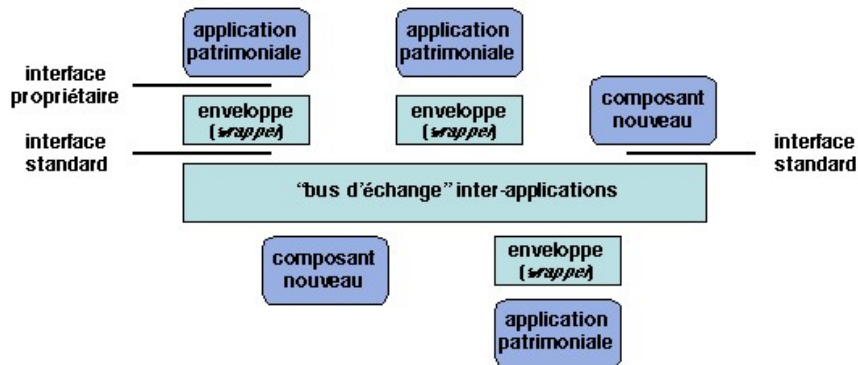 application
patrimoniale
application
patrimoniale
interface
propriétaire
composant
nouveau
enveloppe
(wrapper)
enveloppe
(wrapper)
interface
standard
interface
standard
“bus d'échange” inter-applications
composant
nouveau
enveloppe
(wrapper)
application
patrimoniale